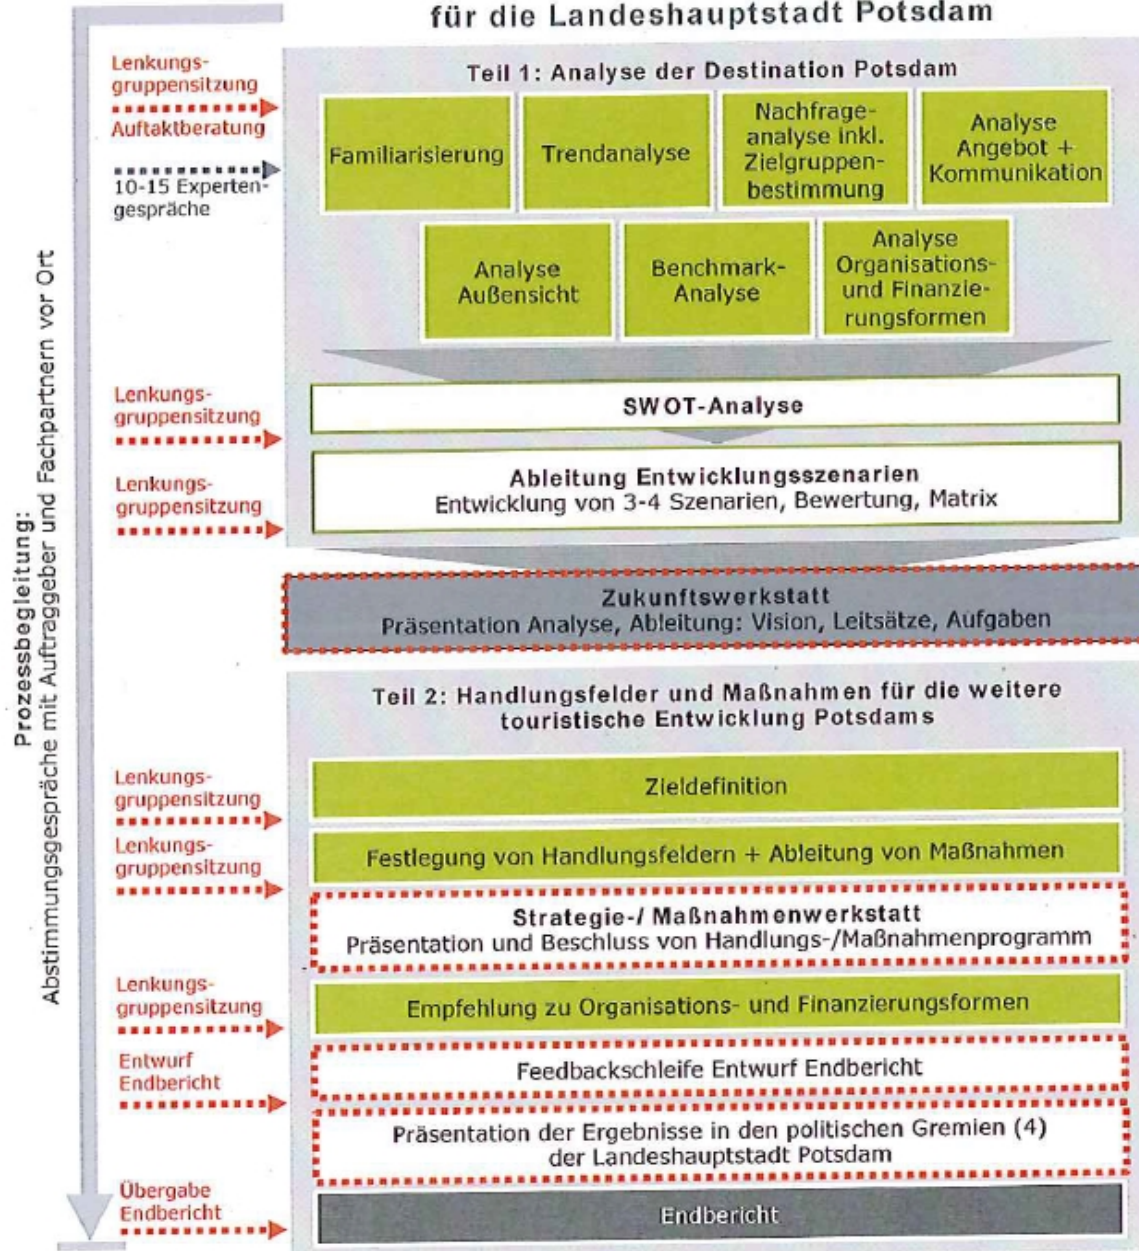 für die Landeshauptstadt Potsdam
Lenkungs-
gruppensitzung
Auftaktberatung
10-15 Experten-
gespräche
Teil 1: Analyse der Destination Potsdam
Familiarisierung
Trendanalyse
Nachfrage-
analyse inkl.
Zielgruppen-
bestimmung
Analyse
Angebot +
Kommunikation
Analyse
Außensicht
Benchmark-
Analyse
Analyse
Organisations-
und Finanzie-
rungsformen
Lenkungs-
gruppensitzung
SWOT-Analyse
Lenkungs-
gruppensitzung
Ableitung Entwicklungsszenarien
Entwicklung von 3-4 Szenarien, Bewertung, Matrix
Zukunftswerkstatt
Präsentation Analyse, Ableitung: Vision, Leitsätze, Aufgaben
Prozessbegleitung:
Abstimmungsgespräche mit Auftraggeber und Fachpartnern vor Ort
Teil 2: Handlungsfelder und Maßnahmen für die weitere
touristische Entwicklung Potsdams
Lenkungs-
gruppensitzung
Zieldefinition
Lenkungs-
gruppensitzung
Festlegung von Handlungsfeldern + Ableitung von Maßnahmen
Strategie-/ Maßnahmenwerkstatt
Präsentation und Beschluss von Handlungs-/Maßnahmenprogramm
Lenkungs-
gruppensitzung
Empfehlung zu Organisations- und Finanzierungsformen
Entwurf
Endbericht
Feedbackschleife Entwurf Endbericht
Präsentation der Ergebnisse in den politischen Gremien (4)
der Landeshauptstadt Potsdam
Übergabe
Endbericht
Endbericht